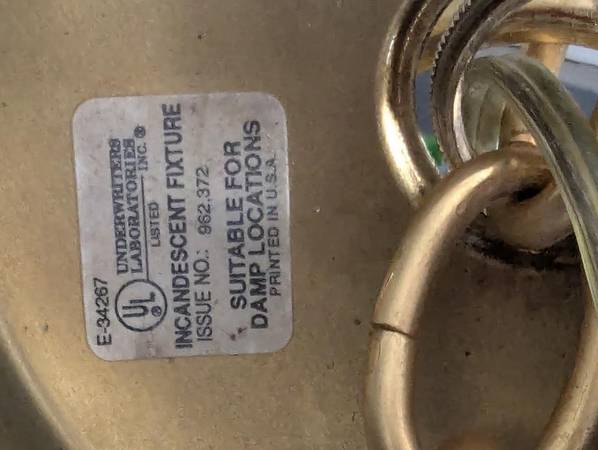 E-34267
UNDERWRITERS
LABORATORIES
INC. ®
LISTED
UL
®
INCANDESCENT FIXTURE
ISSUE NO.: 962,372
SUITABLE FOR
DAMP LOCATIONS
PRINTED IN U.S.A.